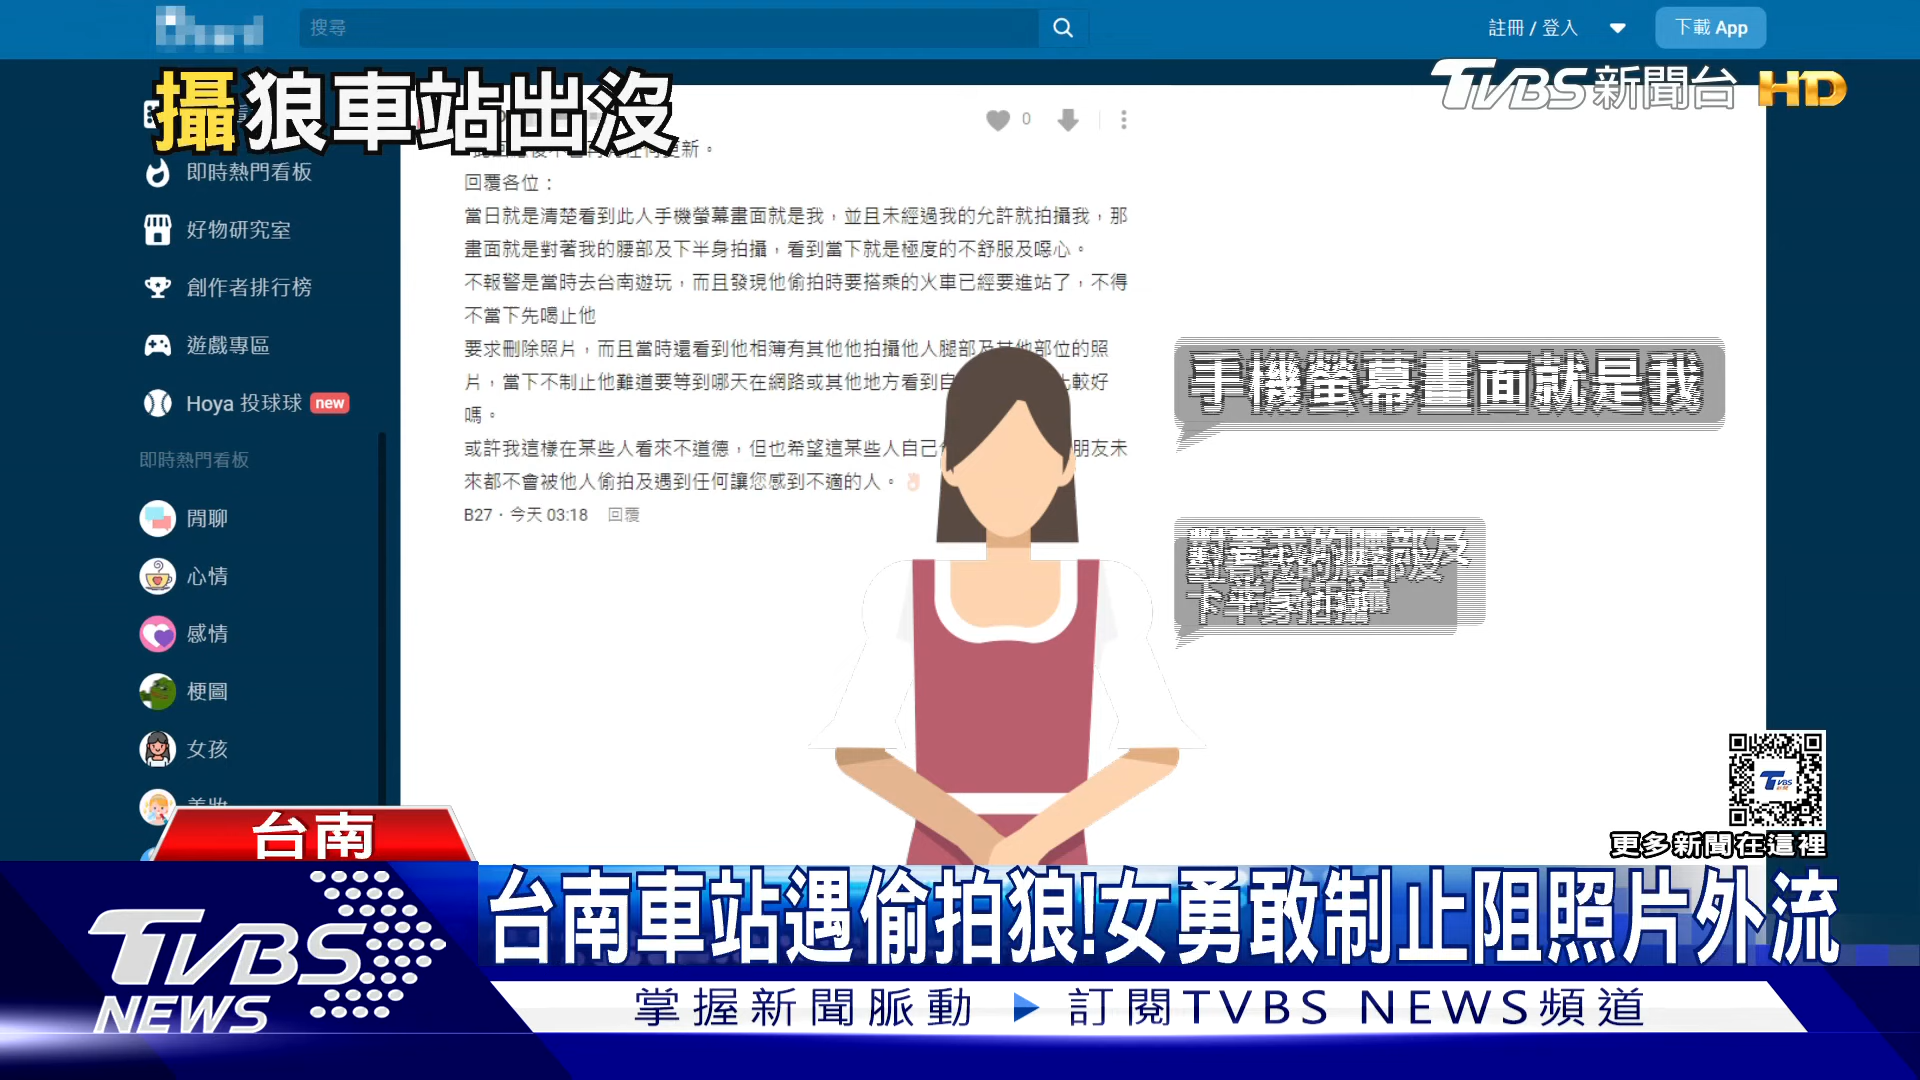 搜尋
註冊 / 登入
下載 App
攝狼車站出沒
TVBS新聞台 HD
0
即時熱門看板
好物研究室
創作者排行榜
遊戲專區
Hoya 投球球 new
即時熱門看板
閒聊
心情
感情
梗圖
女孩
美妝
更新。
回覆各位：
當日就是清楚看到此人手機螢幕畫面就是我，並且未經過我的允許就拍攝我，那
畫面就是對著我的腰部及下半身拍攝，看到當下就是極度的不舒服及噁心。
不報警是當時去台南遊玩，而且發現他偷拍時要搭乘的火車已經要進站了，不得
不當下先喝止他
要求刪除照片，而且當時還看到他相簿有其他他拍攝他人腿部及其他部位的照
片，當下不制止他難道要等到哪天在網路或其他地方看到自 比較好
嗎。
或許我這樣在某些人看來不道德，但也希望這某些人自己 朋友未
來都不會被他人偷拍及遇到任何讓您感到不適的人。👌
B27・今天 03:18 回覆
手機螢幕畫面就是我
對著我的腰部及
下半身拍攝
TVBS
更多新聞在這裡
台南
台南車站遇偷拍狼!女勇敢制止阻照片外流
TVBS
NEWS
掌握新聞脈動 ▶ 訂閱TVBS NEWS頻道